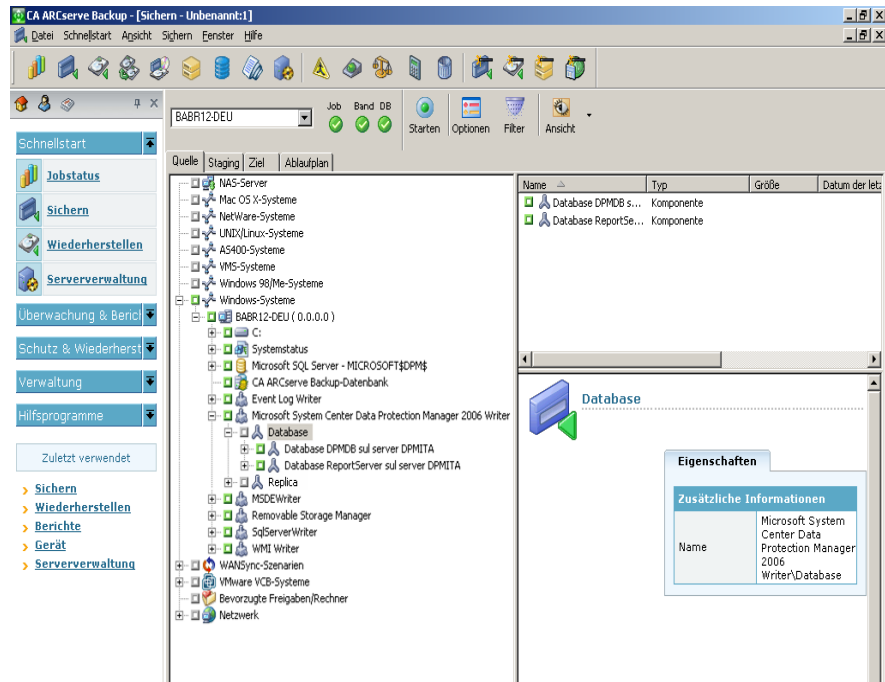 CA ARCserve Backup - [Sichern - Unbenannt:1]
Datei Schnellstart Ansicht Sichern Fenster Hilfe
BABR12-DEU
Job Band DB
Starten Optionen Filter Ansicht
Schnellstart
Jobstatus
Sichern
Wiederherstellen
Serververwaltung
Überwachung & Berich
Schutz & Wiederherst
Verwaltung
Hilfsprogramme
Zuletzt verwendet
Sichern
Wiederherstellen
Berichte
Gerät
Serververwaltung
Quelle Staging Ziel Ablaufplan
NAS-Server
Mac OS X-Systeme
NetWare-Systeme
UNIX/Linux-Systeme
AS400-Systeme
VMS-Systeme
Windows 98/Me-Systeme
Windows-Systeme
BABR12-DEU ( 0.0.0.0 )
C:
Systemstatus
Microsoft SQL Server - MICROSOFT$DPM$
CA ARCserve Backup-Datenbank
Event Log Writer
Microsoft System Center Data Protection Manager 2006 Writer
Database
Database DPMDB sul server DPMITA
Database ReportServer sul server DPMITA
Replica
MSDEWriter
Removable Storage Manager
SqlServerWriter
WMI Writer
WANSync-Szenarien
VMware VCB-Systeme
Bevorzugte Freigaben/Rechner
Netzwerk
Name Typ Größe Datum der letz
Database DPMDB s... Komponente
Database ReportSe... Komponente
Database
Eigenschaften
Zusätzliche Informationen
Name
Microsoft System
Center Data
Protection Manager
2006
Writer\Database